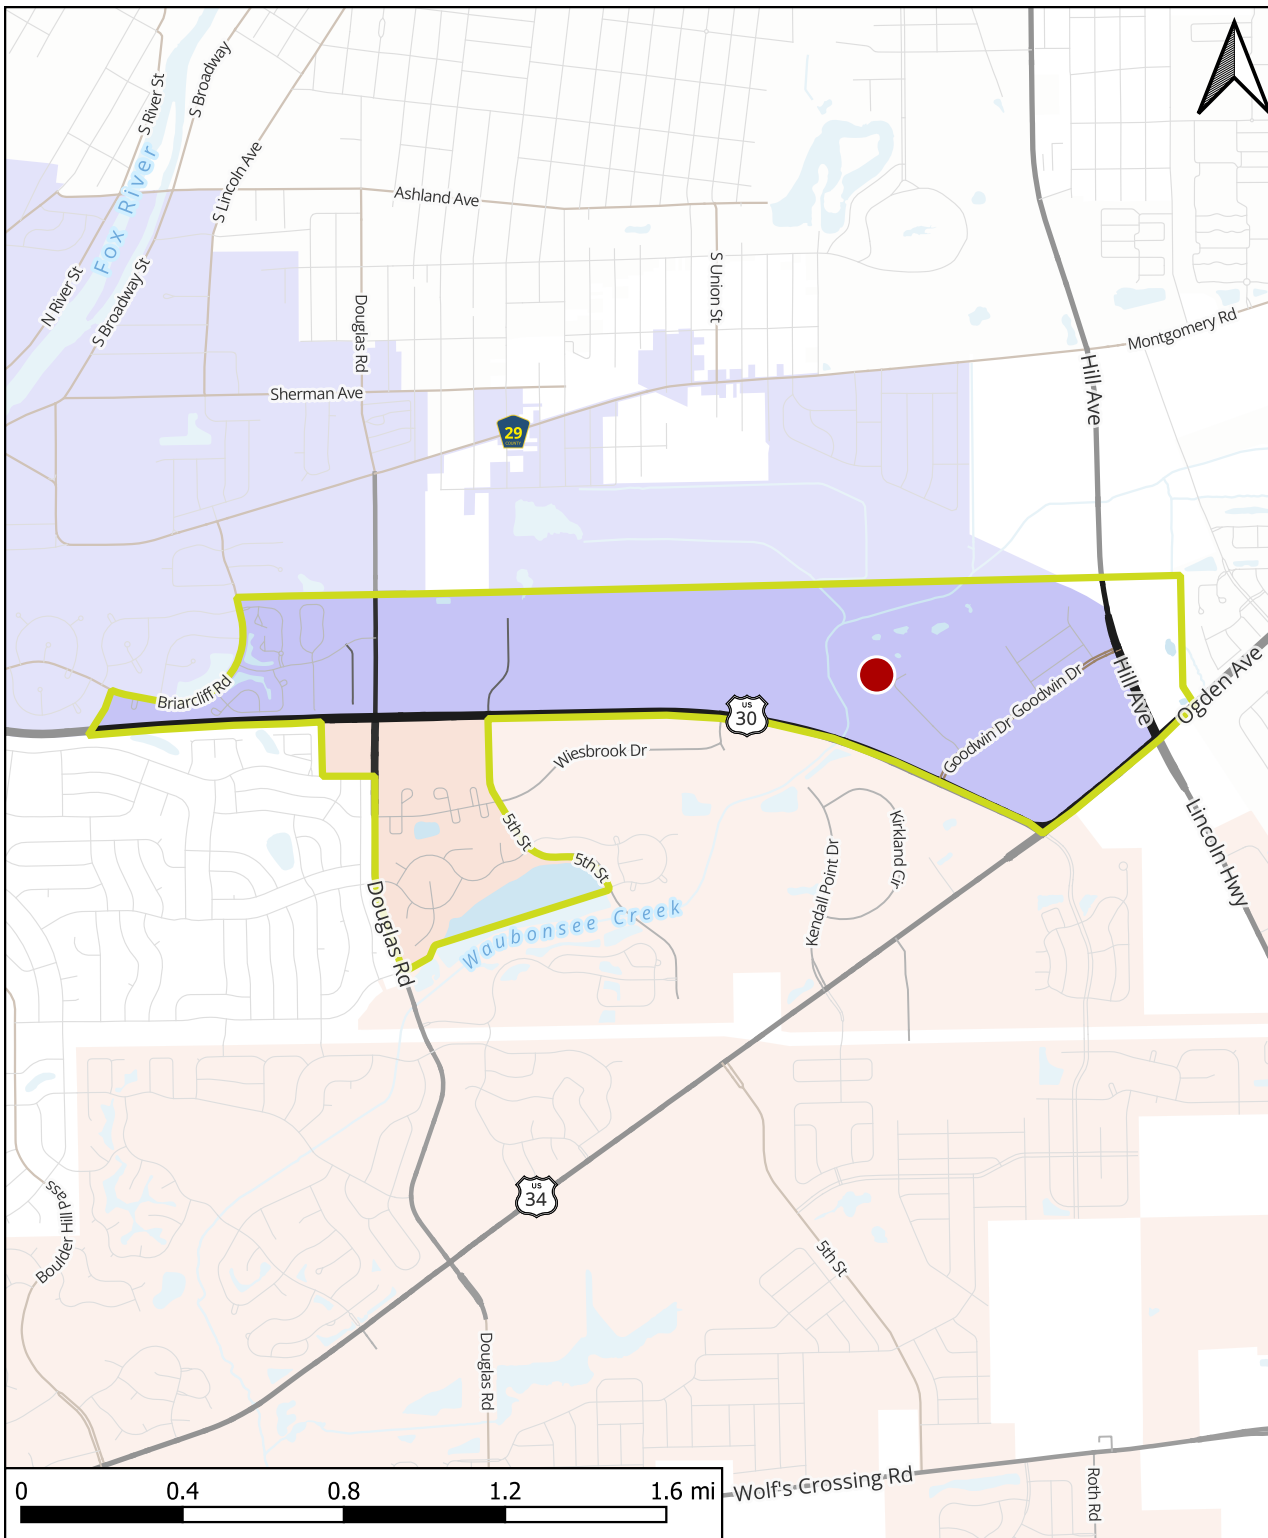 S River St
S Broadway
Fox River
S Lincoln Ave
Ashland Ave
N River St
S Broadway St
Douglas Rd
S Union St
Montgomery Rd
Hill Ave
Sherman Ave
29
COUNTY
Briarcliff Rd
US
30
Wiesbrook Dr
Goodwin Dr
Goodwin Dr
Hill Ave
Ogden Ave
5th St
5th St
Kirkland Cir
Kendall Point Dr
Lincoln Hwy
Douglas Rd
Waubonsee Creek
Boulder Hill Pass
US
34
5th St
Douglas Rd
Wolf's Crossing Rd
Roth Rd
0 0.4 0.8 1.2 1.6 mi